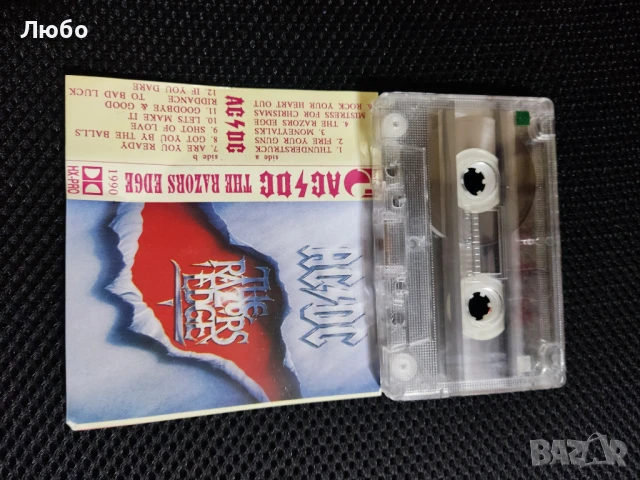 Любо
AC/DC
THE
RAZORS
EDGE
AC/DC THE RAZORS EDGE 1990 HX-PRO
side a
1. THUNDERSTRUCK
2. FIRE YOUR GUNS
3. MONEYTALKS
4. THE RAZORS EDGE
MISTRESS FOR CHRISMAS
ROCK YOUR HEART OUT
side b
7. ARE YOU READY
8. GOT YOU BY THE BALLS
9. SHOT OF LOVE
10. LETS MAKE IT
11. GOODBYE & GOOD
RIDDANCE TO BAD LUCK
12. IF YOU DARE
AC/DC
BAZAR